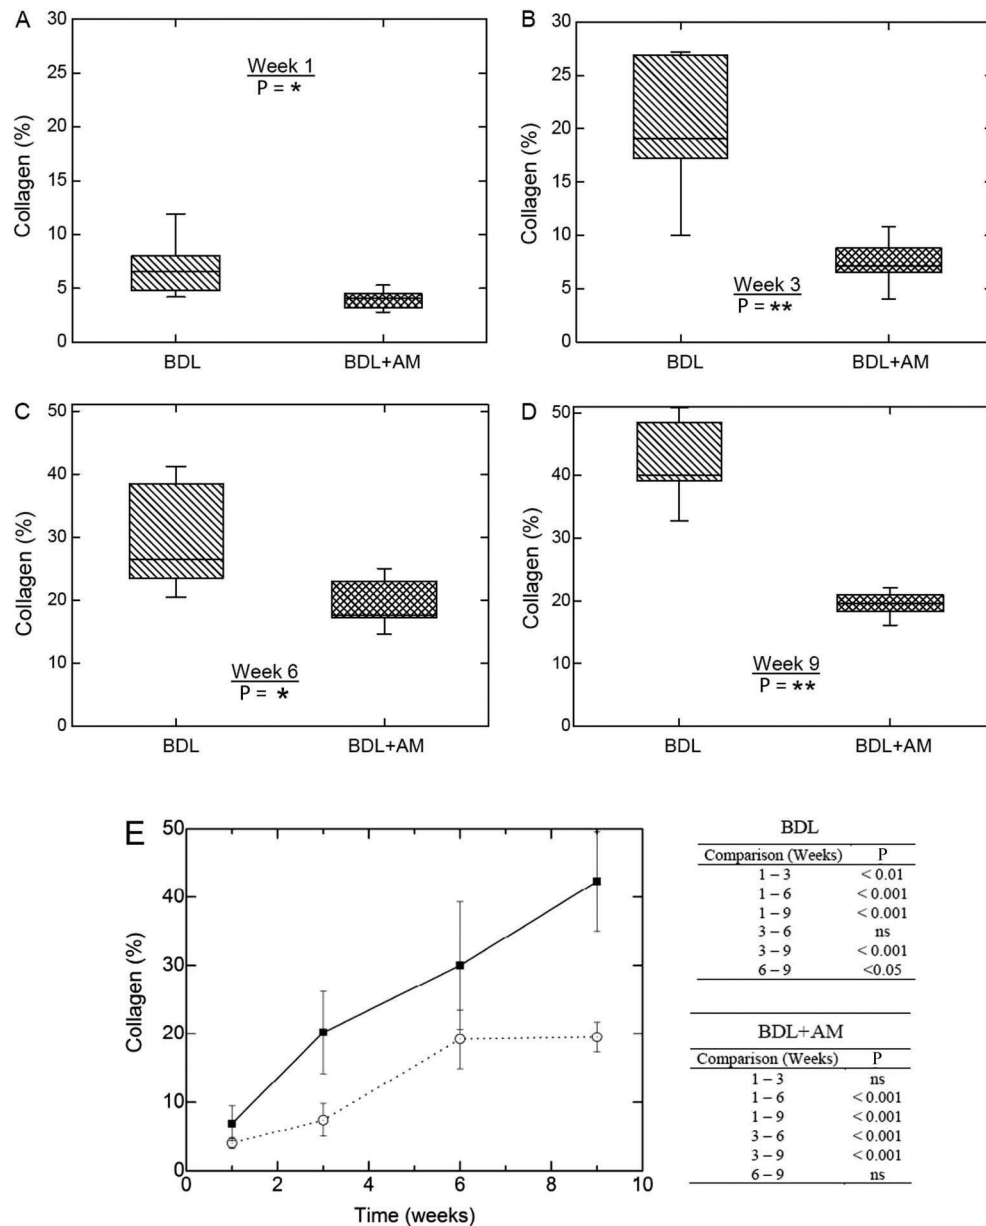 A
30
25
20
15
10
5
0
Collagen (%)
Week 1
P = *
BDL
BDL+AM
B
30
25
20
15
10
5
0
Collagen (%)
Week 3
P = **
BDL
BDL+AM
C
50
40
30
20
10
0
Collagen (%)
Week 6
P = *
BDL
BDL+AM
D
50
40
30
20
10
0
Collagen (%)
Week 9
P = **
BDL
BDL+AM
E
50
40
30
20
10
0
Collagen (%)
0 2 4 6 8 10
Time (weeks)
BDL
Comparison (Weeks) P
1 – 3 < 0.01
1 – 6 < 0.001
1 – 9 < 0.001
3 – 6 ns
3 – 9 < 0.001
6 – 9 <0.05
BDL+AM
Comparison (Weeks) P
1 – 3 ns
1 – 6 < 0.001
1 – 9 < 0.001
3 – 6 < 0.001
3 – 9 < 0.001
6 – 9 ns